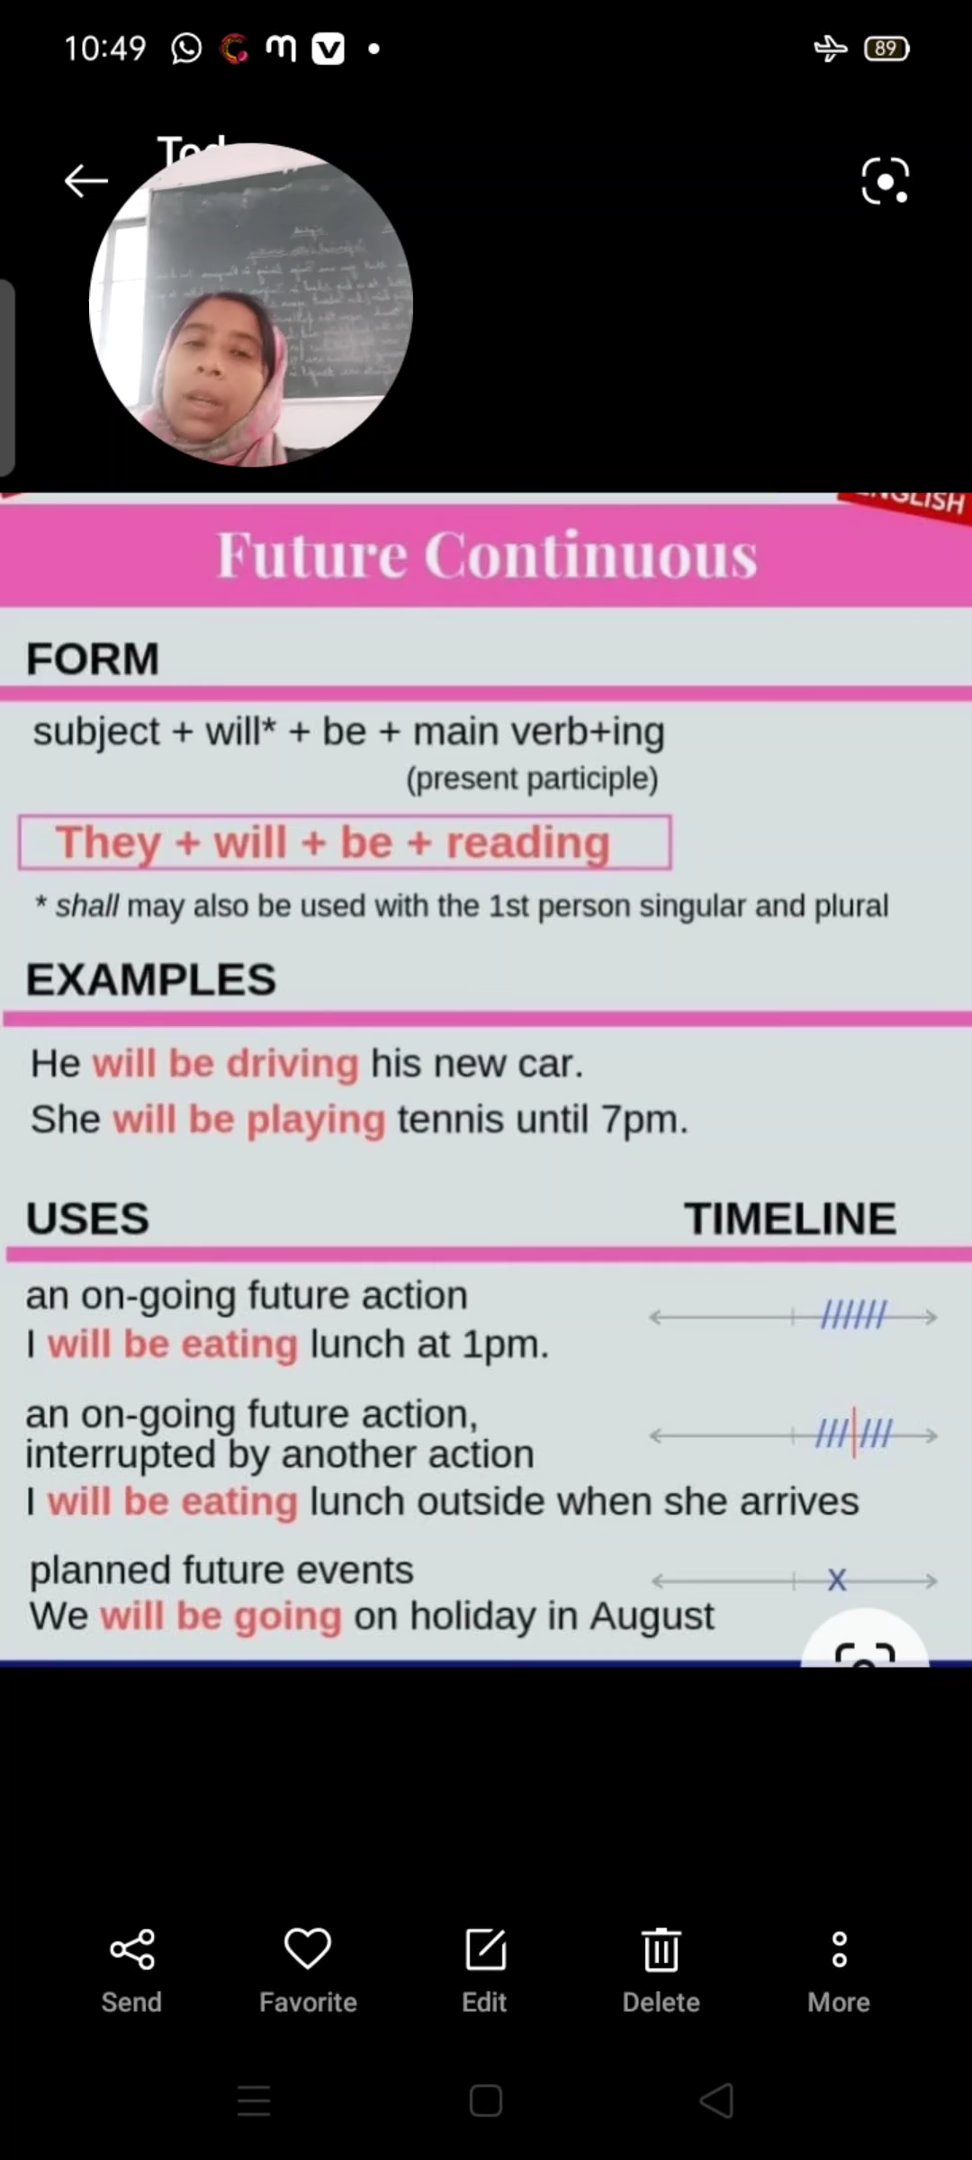 10:49
89
Future Continuous
FORM
subject + will* + be + main verb+ing
(present participle)
They + will + be + reading
* shall may also be used with the 1st person singular and plural
EXAMPLES
He will be driving his new car.
She will be playing tennis until 7pm.
USES
TIMELINE
an on-going future action
I will be eating lunch at 1pm.
an on-going future action,
interrupted by another action
I will be eating lunch outside when she arrives
planned future events
X
We will be going on holiday in August
Send
Favorite
Edit
Delete
More